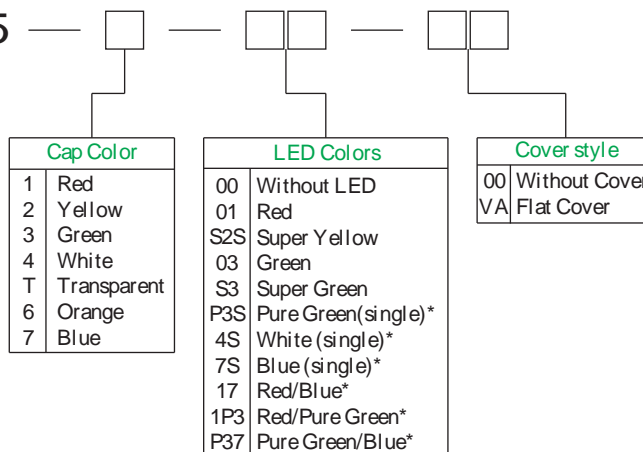 5 — □ — □□ — □□
Cap Color
1 Red
2 Yellow
3 Green
4 White
T Transparent
6 Orange
7 Blue
LED Colors
00 Without LED
01 Red
S2S Super Yellow
03 Green
S3 Super Green
P3S Pure Green(single)*
4S White (single)*
7S Blue (single)*
17 Red/Blue*
1P3 Red/Pure Green*
P37 Pure Green/Blue*
Cover style
00 Without Cover
VA Flat Cover